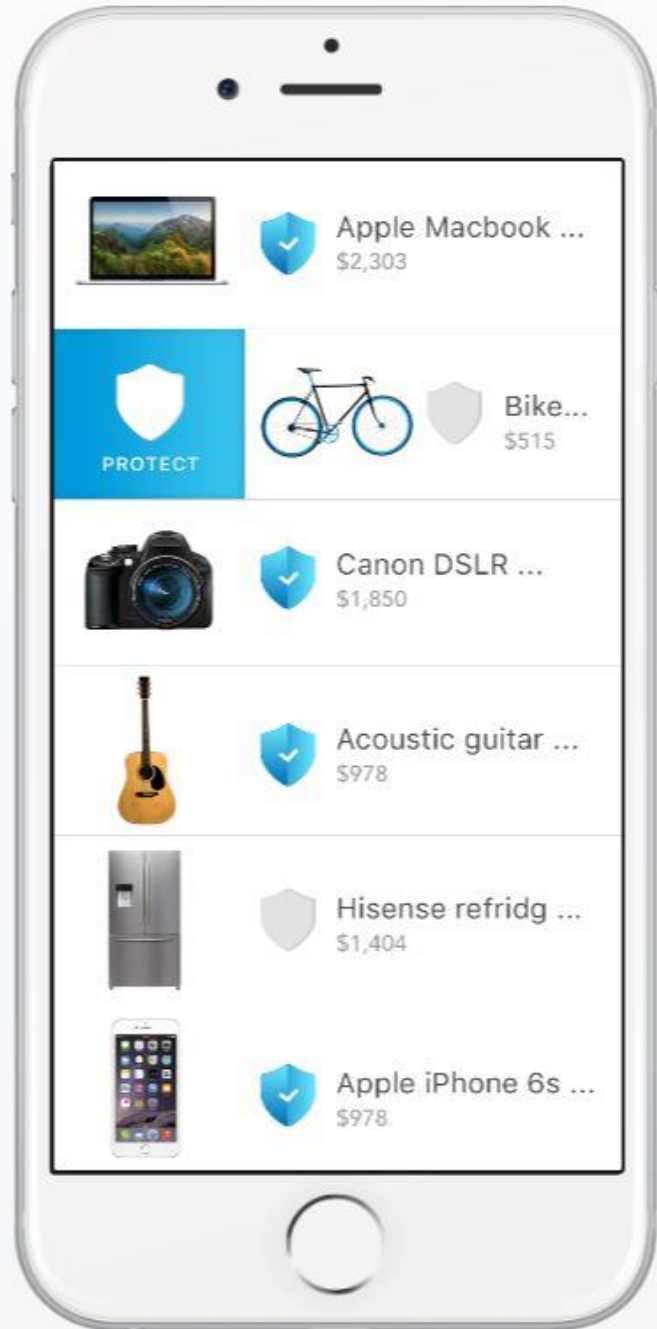 Apple Macbook ...
$2,303
PROTECT
Bike...
$515
Canon DSLR ...
$1,850
Acoustic guitar ...
$978
Hisense refridg ...
$1,404
Apple iPhone 6s ...
$978